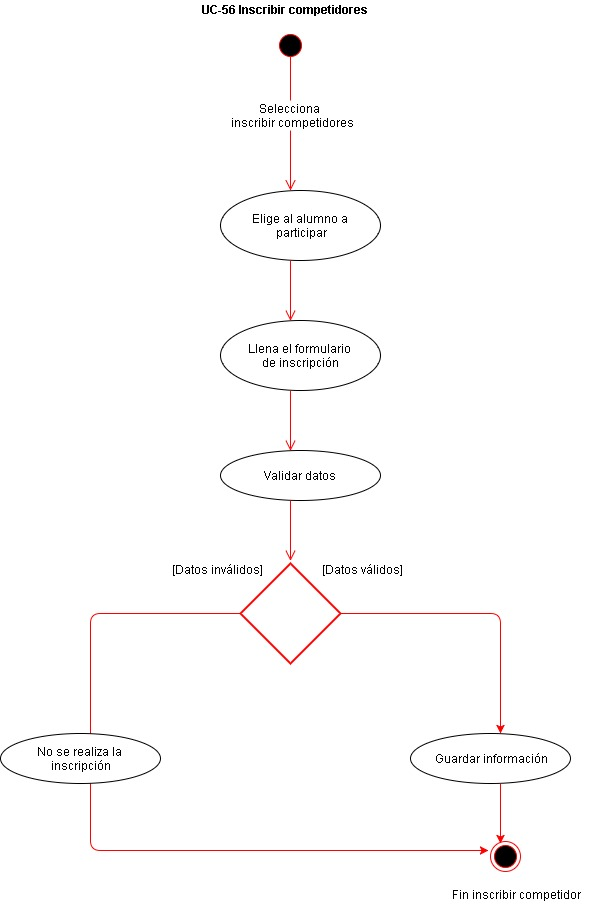 UC-56 Inscribir competidores
Selecciona
inscribir competidores
Elige al alumno a
participar
Llena el formulario
de inscripción
Validar datos
[Datos inválidos]
[Datos válidos]
No se realiza la
inscripción
Guardar información
Fin inscribir competidor